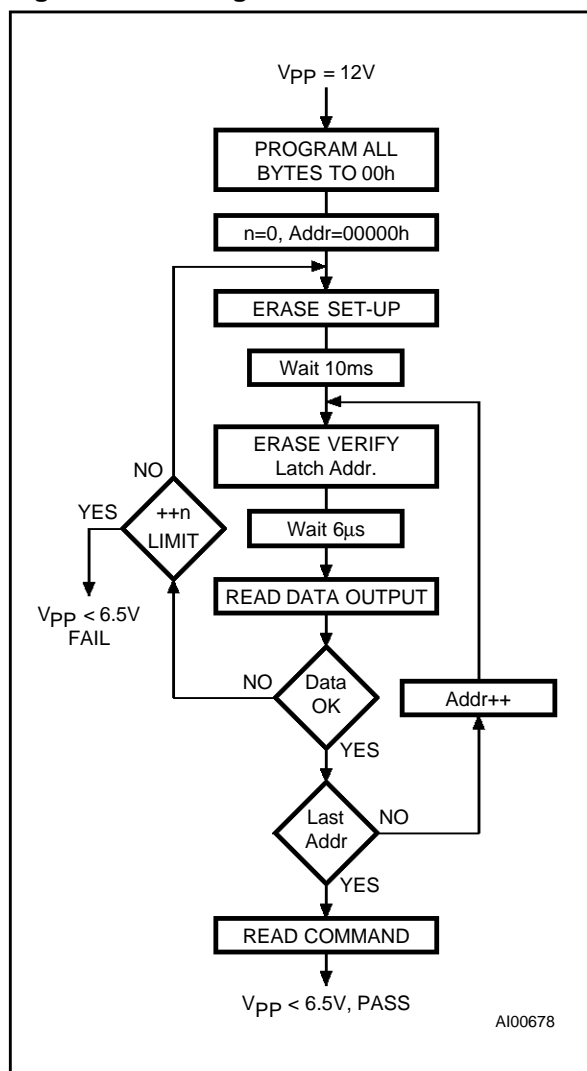 VPP = 12V
PROGRAM ALL
BYTES TO 00h
n=0, Addr=00000h
ERASE SET-UP
Wait 10ms
ERASE VERIFY
Latch Addr.
NO
YES
++n
LIMIT
Wait 6µs
VPP < 6.5V
FAIL
READ DATA OUTPUT
NO
Data
OK
YES
Addr++
Last
Addr
NO
YES
READ COMMAND
VPP < 6.5V, PASS
AI00678